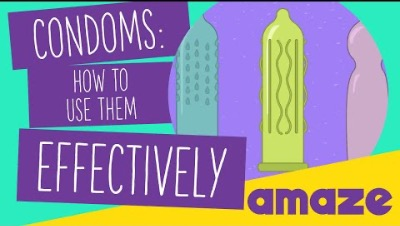 CONDOMS:
HOW TO
USE THEM
EFFECTIVELY
amaze